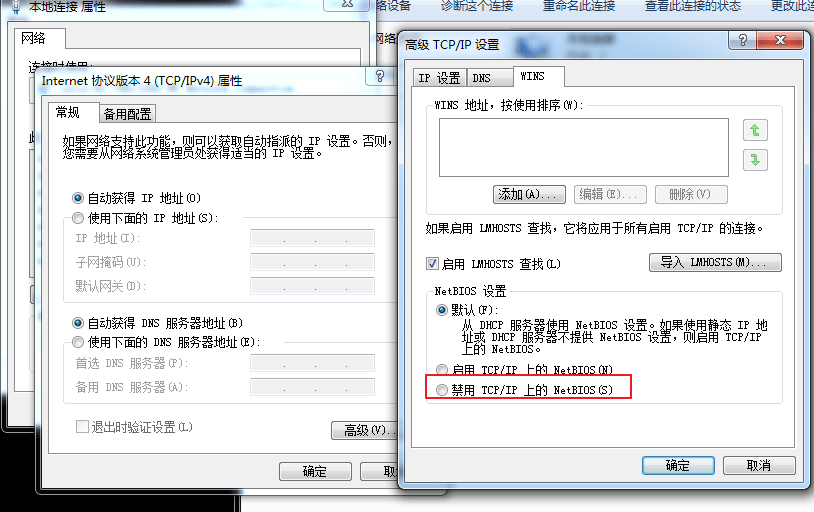 本地连接 属性
络设备 诊断这个连接 重命名此连接 查看此连接的状态 更改此连
网络
连接时使用:
Internet 协议版本 4 (TCP/IPv4) 属性
常规 备用配置
如果网络支持此功能，则可以获取自动指派的 IP 设置。否则，
您需要从网络系统管理员处获得适当的 IP 设置。
自动获得 IP 地址(O)
使用下面的 IP 地址(S):
IP 地址(I):
子网掩码(U):
默认网关(D):
自动获得 DNS 服务器地址(B)
使用下面的 DNS 服务器地址(E):
首选 DNS 服务器(P):
备用 DNS 服务器(A):
退出时验证设置(L)
高级(V)..
确定 取
高级 TCP/IP 设置
IP 设置 DNS WINS
WINS 地址，按使用排序(W):
添加(A)... 编辑(E)... 删除(V)
如果启用 LMHOSTS 查找，它将应用于所有启用 TCP/IP 的连接。
启用 LMHOSTS 查找(L) 导入 LMHOSTS(M)...
NetBIOS 设置
默认(F):
从 DHCP 服务器使用 NetBIOS 设置。如果使用静态 IP 地
址或 DHCP 服务器不提供 NetBIOS 设置，则启用 TCP/IP
上的 NetBIOS。
启用 TCP/IP 上的 NetBIOS(N)
禁用 TCP/IP 上的 NetBIOS(S)
确定 取消